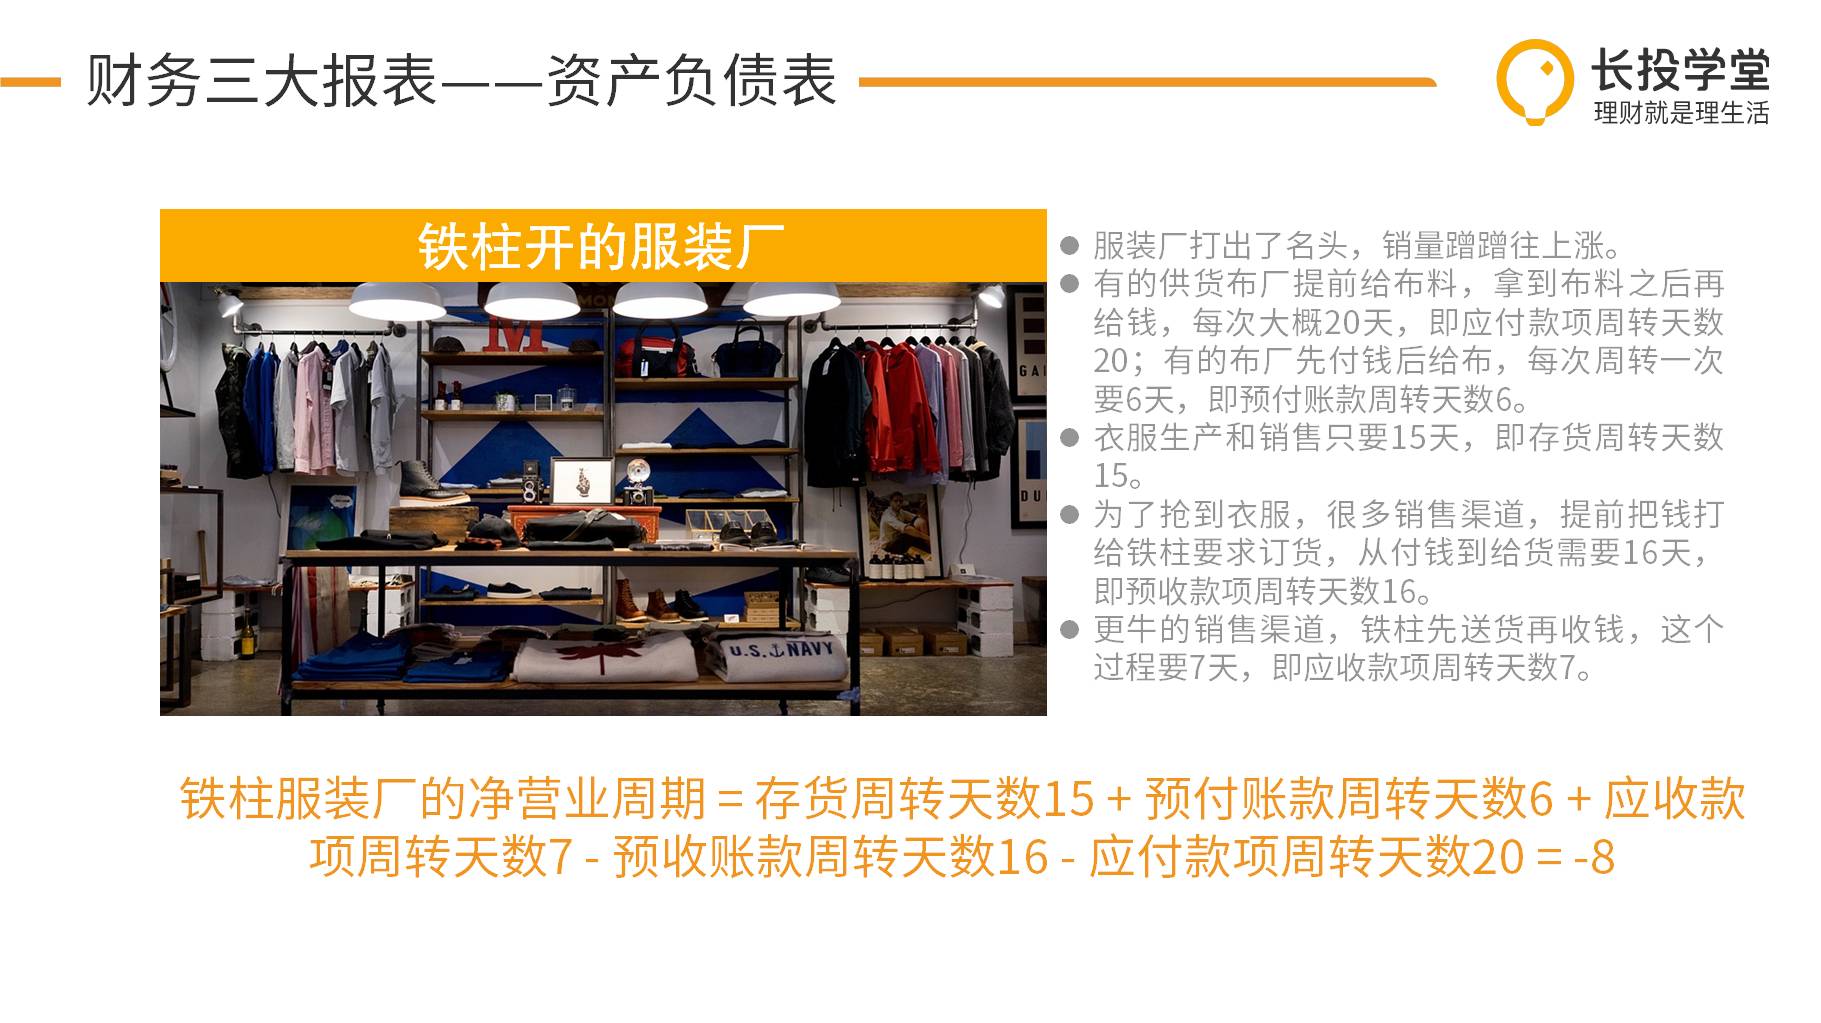 财务三大报表——资产负债表
长投学堂
理财就是理生活
铁柱开的服装厂
MON
M
GAI
DU
U.S.⚓NAVY
服装厂打出了名头，销量蹭蹭往上涨。
有的供货布厂提前给布料，拿到布料之后再
给钱，每次大概20天，即应付款项周转天数
20；有的布厂先付钱后给布，每次周转一次
要6天，即预付账款周转天数6。
衣服生产和销售只要15天，即存货周转天数
15。
为了抢到衣服，很多销售渠道，提前把钱打
给铁柱要求订货，从付钱到给货需要16天，
即预收款项周转天数16。
更牛的销售渠道，铁柱先送货再收钱，这个
过程要7天，即应收款项周转天数7。
铁柱服装厂的净营业周期 = 存货周转天数15 + 预付账款周转天数6 + 应收款
项周转天数7 - 预收账款周转天数16 - 应付款项周转天数20 = -8